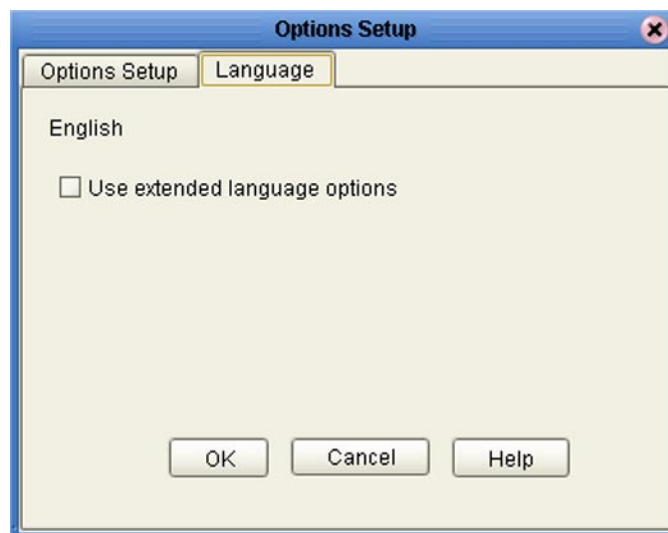 Options Setup
Options Setup Language
English
Use extended language options
OK Cancel Help